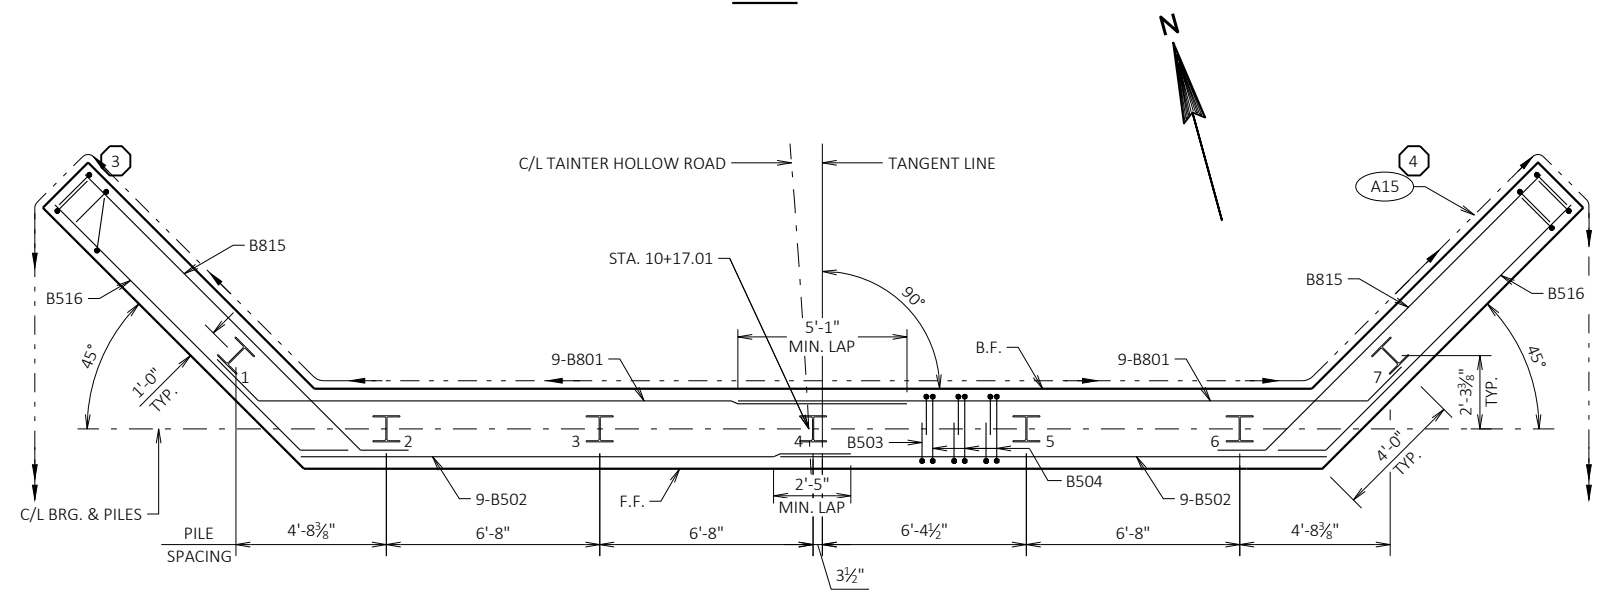 N
3
4
C/L TAINTER HOLLOW ROAD
TANGENT LINE
A15
B815
STA. 10+17.01
B815
B516
B516
90°
5'-1"
MIN. LAP
45°
9-B801
B.F.
9-B801
45°
1'-0"
TYP.
1
7
2'-3⅜"
TYP.
2
3
4
B503
5
6
4'-0"
TYP.
9-B502
F.F.
2'-5"
MIN. LAP
B504
9-B502
C/L BRG. & PILES
PILE
SPACING
4'-8⅜"
6'-8"
6'-8"
6'-4½"
6'-8"
4'-8⅜"
3½"